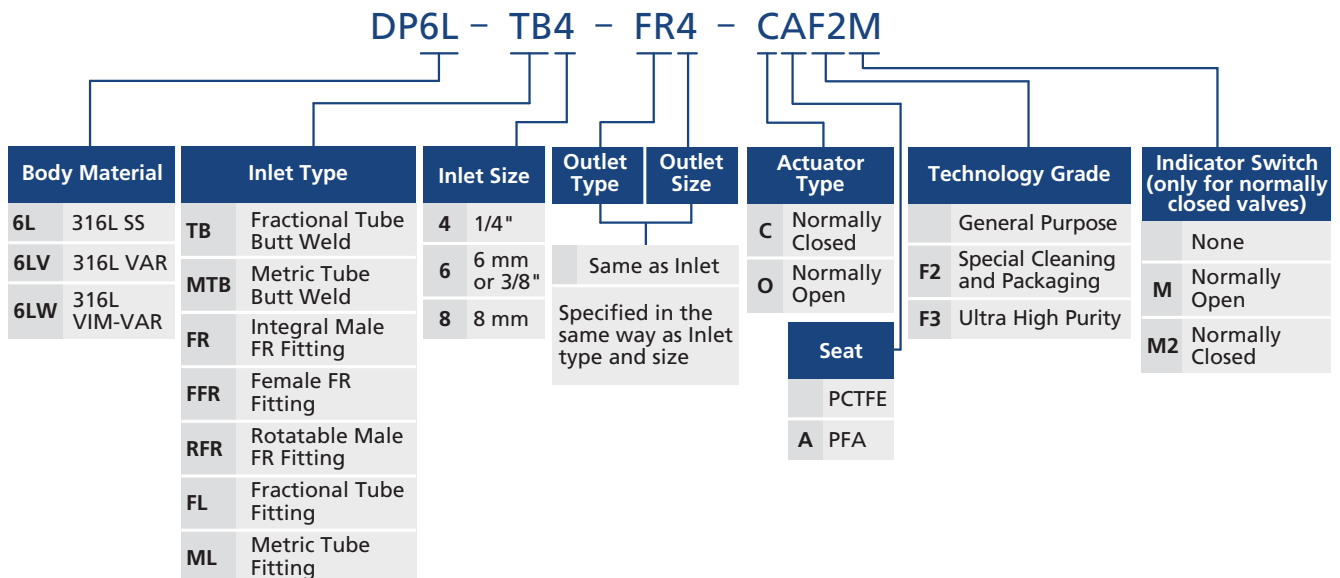 DP6L – TB4 – FR4 – CAF2M
Body Material
6L 316L SS
6LV 316L VAR
6LW 316L
VIM-VAR
Inlet Type
TB Fractional Tube
Butt Weld
MTB Metric Tube
Butt Weld
FR Integral Male
FR Fitting
FFR Female FR
Fitting
RFR Rotatable Male
FR Fitting
FL Fractional Tube
Fitting
ML Metric Tube
Fitting
Inlet Size
4 1/4"
6 6 mm
or 3/8"
8 8 mm
Outlet
Type
Outlet
Size
Same as Inlet
Specified in the
same way as Inlet
type and size
Actuator
Type
C Normally
Closed
O Normally
Open
Seat
PCTFE
A PFA
Technology Grade
General Purpose
F2 Special Cleaning
and Packaging
F3 Ultra High Purity
Indicator Switch
(only for normally
closed valves)
None
M Normally
Open
M2 Normally
Closed